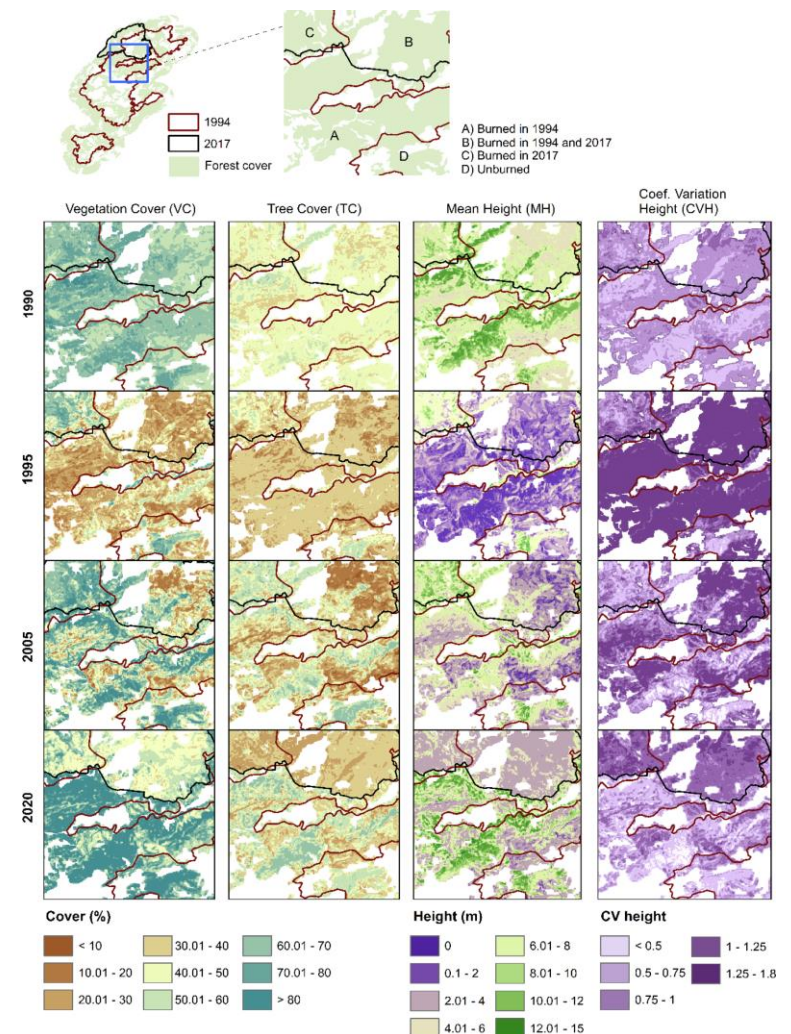 1994
2017
Forest cover
C
B
A
D
A) Burned in 1994
B) Burned in 1994 and 2017
C) Burned in 2017
D) Unburned
Vegetation Cover (VC)
Tree Cover (TC)
Mean Height (MH)
Coef. Variation
Height (CVH)
1990
1995
2005
2020
Cover (%)
< 10
10.01 - 20
20.01 - 30
30.01 - 40
40.01 - 50
50.01 - 60
60.01 - 70
70.01 - 80
> 80
Height (m)
0
0.1 - 2
2.01 - 4
4.01 - 6
6.01 - 8
8.01 - 10
10.01 - 12
12.01 - 15
CV height
< 0.5
0.5 - 0.75
0.75 - 1
1 - 1.25
1.25 - 1.8